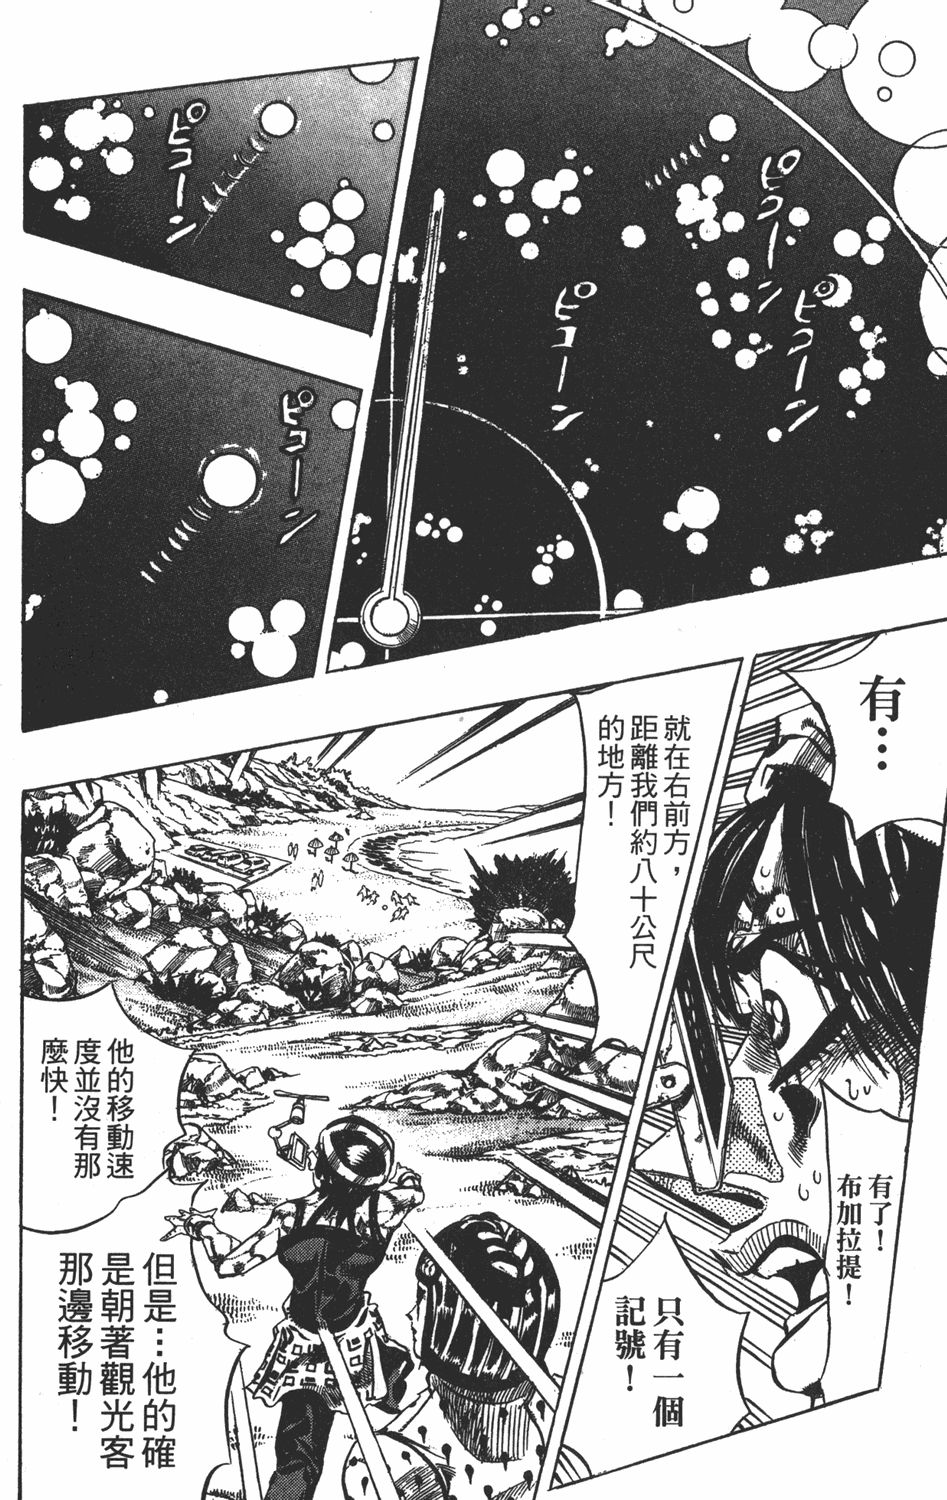 ピコーン
ピコーン
ピコーン
ピコーン
ピコーン
有…
有了！
布加拉提！
只有一個
記號！
就在右前方，
距離我們約八十公尺
的地方！
他的移動速
度並沒有那
麼快！
但是…他的確
是朝著觀光客
那邊移動！